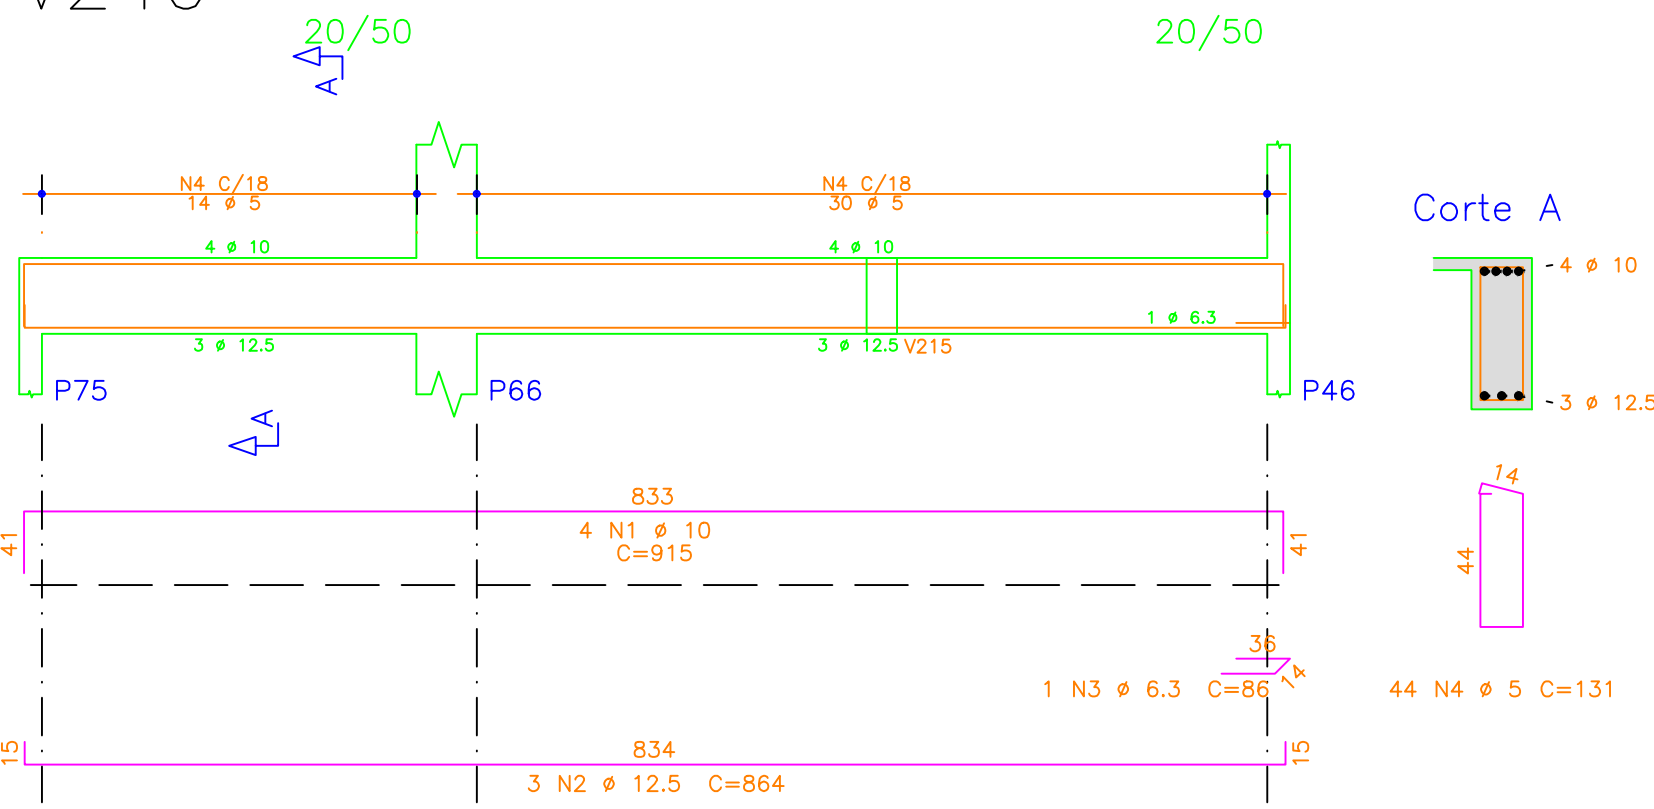 20/50
20/50
A
N4 C/18
14 ø 5
N4 C/18
30 ø 5
Corte A
4 ø 10
4 ø 10
4 ø 10
1 ø 6.3
3 ø 12.5
3 ø 12.5
V215
P75
P66
P46
3 ø 12.5
A
833
41
4 N1 ø 10
C=915
41
14
44
36
14
1 N3 ø 6.3 C=86
44 N4 ø 5 C=131
15
834
15
3 N2 ø 12.5 C=864